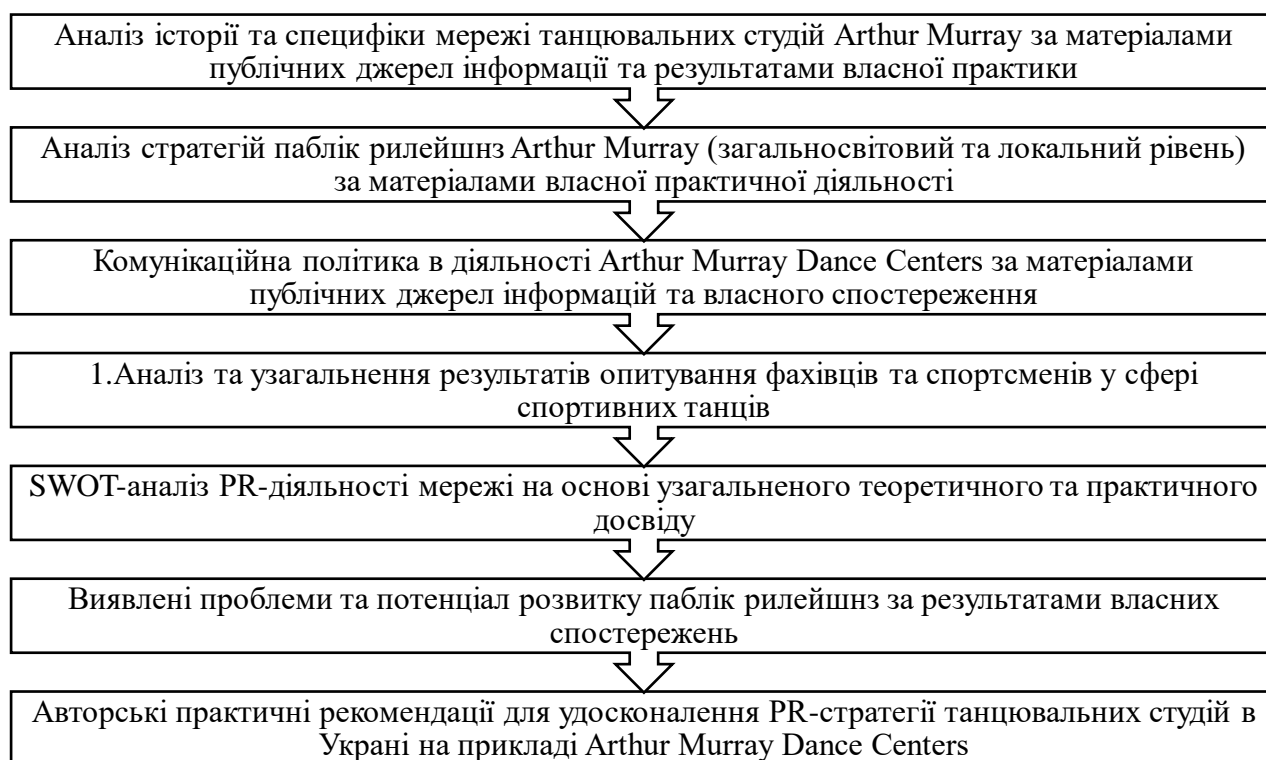 Аналіз історії та специфіки мережі танцювальних студій Arthur Murray за матеріалами
публічних джерел інформації та результатами власної практики
Аналіз стратегій паблік рилейшнз Arthur Murray (загальносвітовий та локальний рівень)
за матеріалами власної практичної діяльності
Комунікаційна політика в діяльності Arthur Murray Dance Centers за матеріалами
публічних джерел інформацій та власного спостереження
1.Аналіз та узагальнення результатів опитування фахівців та спортсменів у сфері
спортивних танців
SWOT-аналіз PR-діяльності мережі на основі узагальненого теоретичного та практичного
досвіду
Виявлені проблеми та потенціал розвитку паблік рилейшнз за результатами власних
спостережень
Авторські практичні рекомендації для удосконалення PR-стратегії танцювальних студій в
Украні на прикладі Arthur Murray Dance Centers